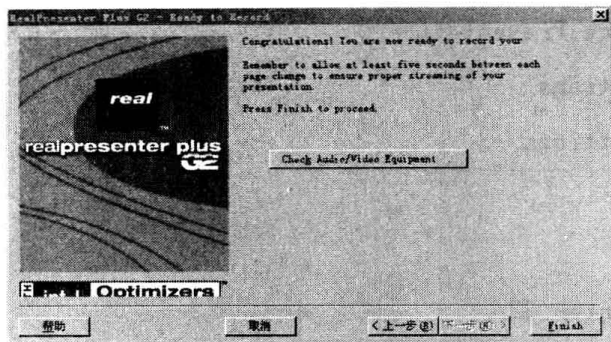 RealPresenter Plus G2 - Ready to Record
Congratulations! You are now ready to record your
Remember to allow at least five seconds between each
page change to ensure proper streaming of your
presentation.
Press Finish to proceed.
real
™
realpresenter plus
G2
Check Audio/Video Equipment
Optimizers
帮助
取消
<上一步(B)
下一步(N)>
Finish